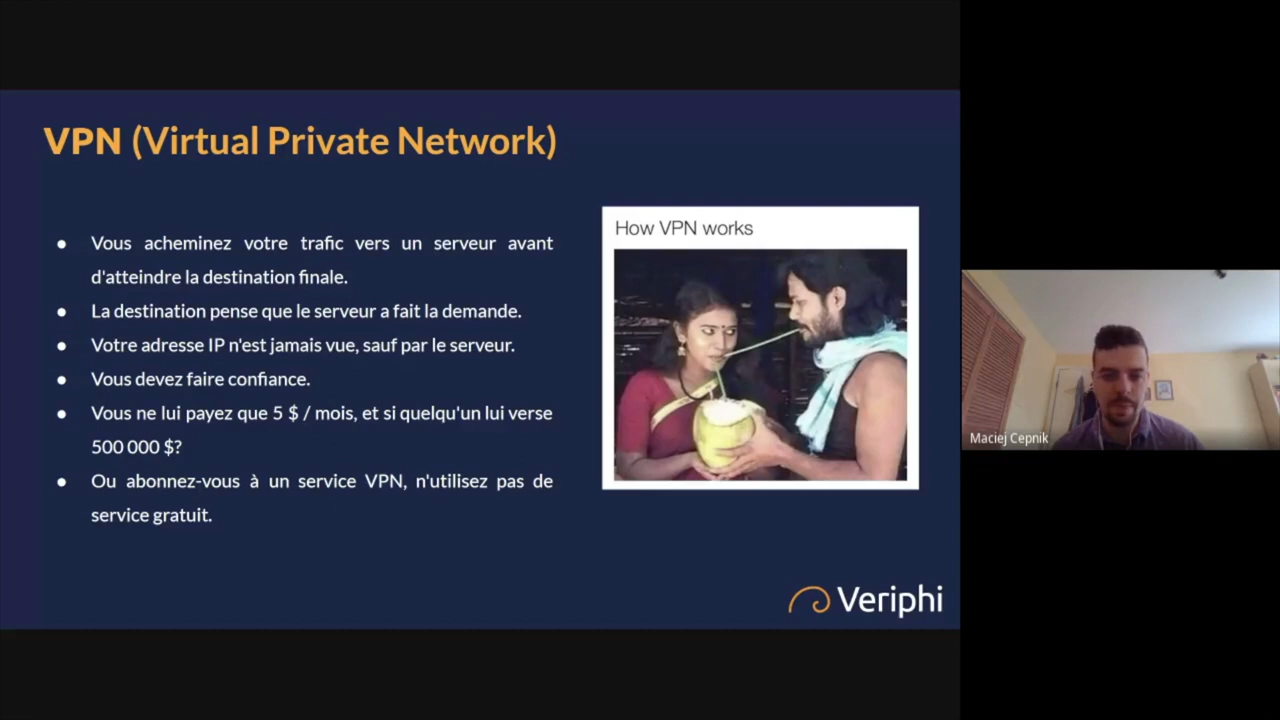 VPN (Virtual Private Network)
● Vous acheminez votre trafic vers un serveur avant
d'atteindre la destination finale.
● La destination pense que le serveur a fait la demande.
● Votre adresse IP n'est jamais vue, sauf par le serveur.
● Vous devez faire confiance.
● Vous ne lui payez que 5 $ / mois, et si quelqu'un lui verse
500 000 $?
● Ou abonnez-vous à un service VPN, n'utilisez pas de
service gratuit.
How VPN works
Veriphi
Maciej Cepnik